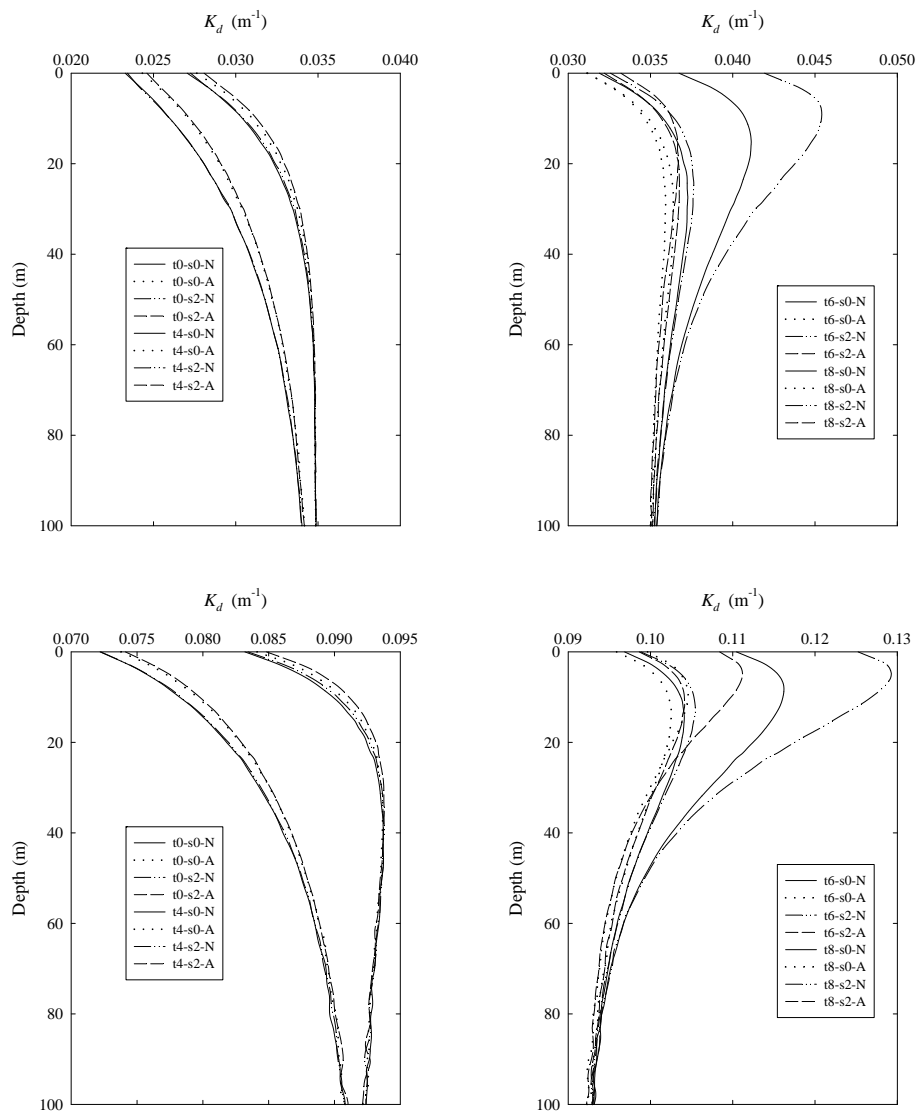 K_d (m⁻¹)
0.020 0.025 0.030 0.035 0.040
Depth (m)
0
20
40
60
80
100
t0-s0-N
t0-s0-A
t0-s2-N
t0-s2-A
t4-s0-N
t4-s0-A
t4-s2-N
t4-s2-A
K_d (m⁻¹)
0.030 0.035 0.040 0.045 0.050
Depth (m)
0
20
40
60
80
100
t6-s0-N
t6-s0-A
t6-s2-N
t6-s2-A
t8-s0-N
t8-s0-A
t8-s2-N
t8-s2-A
K_d (m⁻¹)
0.070 0.075 0.080 0.085 0.090 0.095
Depth (m)
0
20
40
60
80
100
t0-s0-N
t0-s0-A
t0-s2-N
t0-s2-A
t4-s0-N
t4-s0-A
t4-s2-N
t4-s2-A
K_d (m⁻¹)
0.09 0.10 0.11 0.12 0.13
Depth (m)
0
20
40
60
80
100
t6-s0-N
t6-s0-A
t6-s2-N
t6-s2-A
t8-s0-N
t8-s0-A
t8-s2-N
t8-s2-A